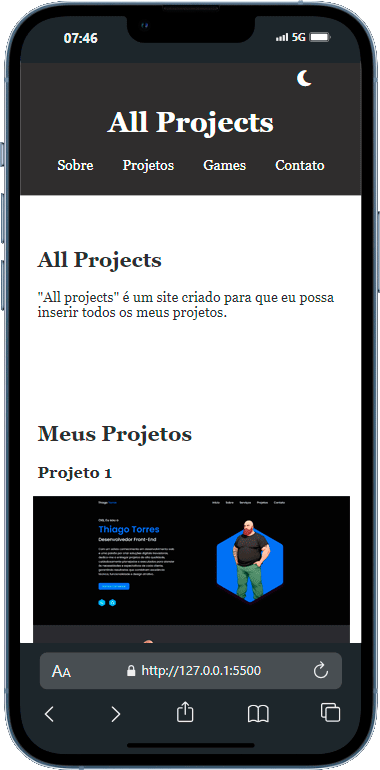 07:46
5G
All Projects
Sobre Projetos Games Contato
All Projects
"All projects" é um site criado para que eu possa
inserir todos os meus projetos.
Meus Projetos
Projeto 1
Thiago Torres
Desenvolvedor Front-End
AA
http://127.0.0.1:5500